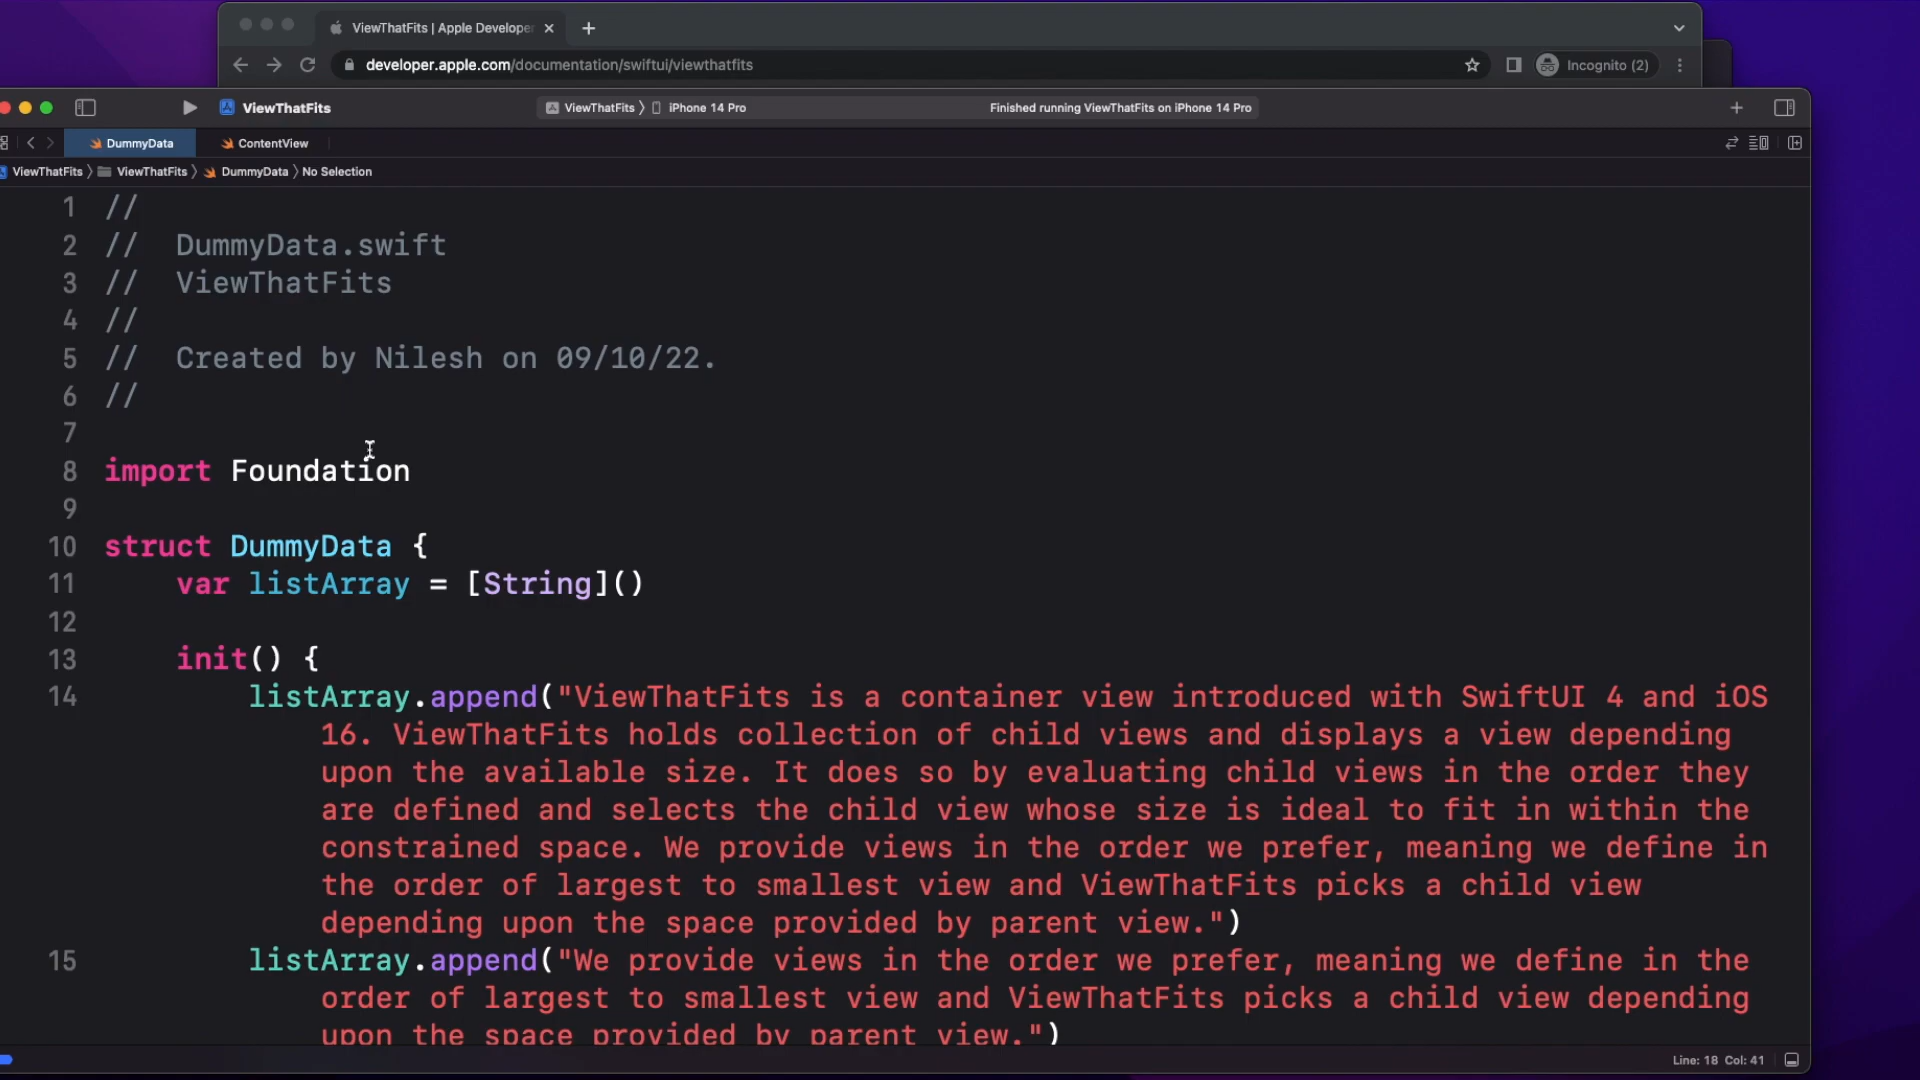 ViewThatFits | Apple Develope
developer.apple.com/documentation/swiftui/viewthatfits
Incognito (2)
ViewThatFits
ViewThatFits
iPhone 14 Pro
Finished running ViewThatFits on iPhone 14 Pro
DummyData
ContentView
ViewThatFits
ViewThatFits
DummyData
No Selection
1 //
2 // DummyData.swift
3 // ViewThatFits
4 //
5 // Created by Nilesh on 09/10/22.
6 //
7
8 import Foundation
9
10 struct DummyData {
11 var listArray = [String]()
12
13 init() {
14 listArray.append("ViewThatFits is a container view introduced with SwiftUI 4 and iOS
16. ViewThatFits holds collection of child views and displays a view depending
upon the available size. It does so by evaluating child views in the order they
are defined and selects the child view whose size is ideal to fit in within the
constrained space. We provide views in the order we prefer, meaning we define in
the order of largest to smallest view and ViewThatFits picks a child view
depending upon the space provided by parent view.")
15 listArray.append("We provide views in the order we prefer, meaning we define in the
order of largest to smallest view and ViewThatFits picks a child view depending
upon the space provided by parent view.")
Line: 18 Col: 41